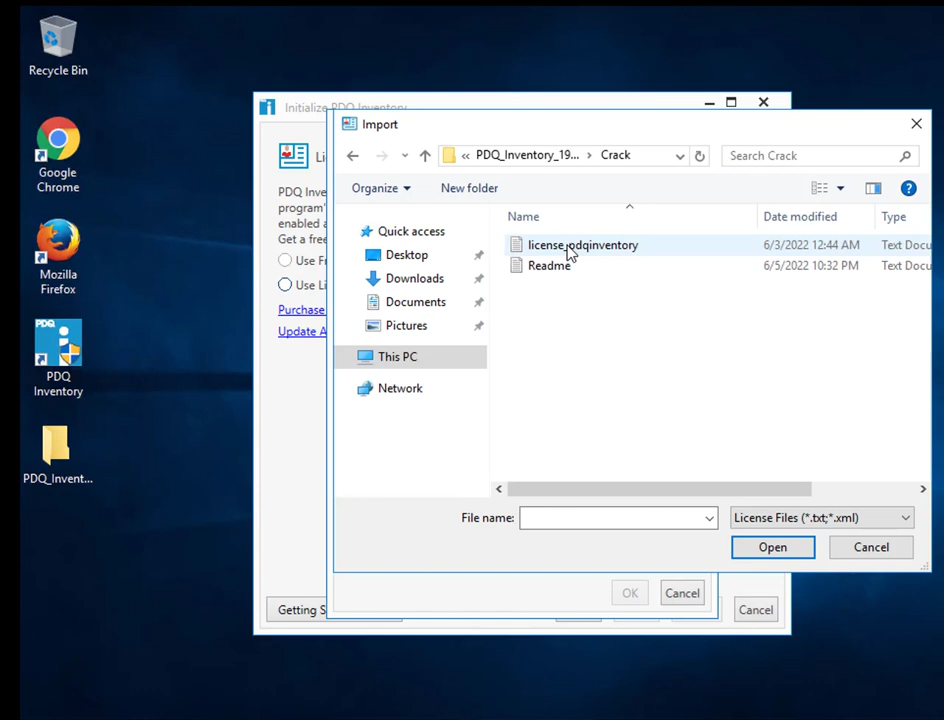 Recycle Bin
Google
Chrome
Mozilla
Firefox
PDQ
PDQ
Inventory
PDQ_Invent...
Initialize PDQ Inventory
Li
PDQ Inve
program'
enabled a
Get a free
Use Fr
Use Li
Purchase
Update A
Getting S
Cancel
Import
« PDQ_Inventory_19... › Crack
Search Crack
Organize
New folder
Quick access
Desktop
Downloads
Documents
Pictures
This PC
Network
Name Date modified Type
license_pdqinventory 6/3/2022 12:44 AM Text Docu
Readme 6/5/2022 10:32 PM Text Docu
File name:
License Files (*.txt;*.xml)
Open
Cancel
OK
Cancel